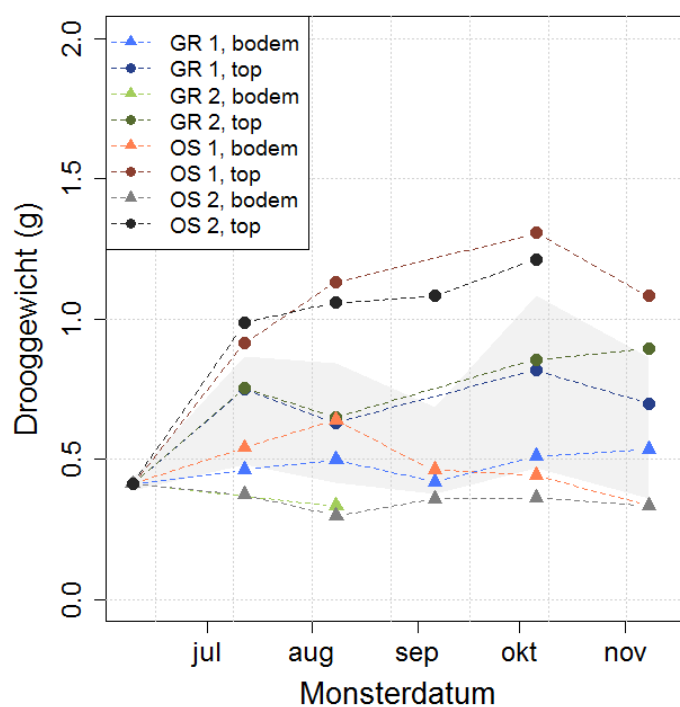 GR 1, bodem
GR 1, top
GR 2, bodem
GR 2, top
OS 1, bodem
OS 1, top
OS 2, bodem
OS 2, top
Drooggewicht (g)
2.0
1.5
1.0
0.5
0.0
jul aug sep okt nov
Monsterdatum